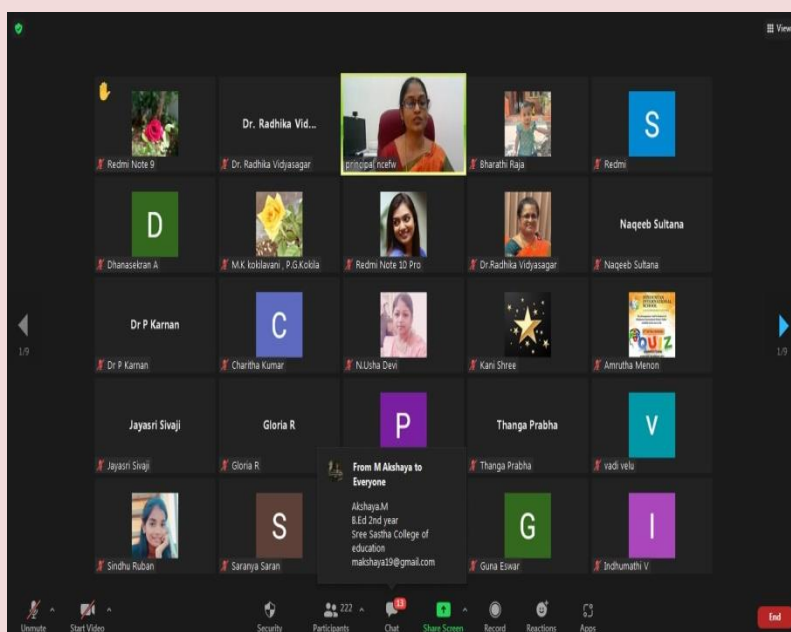 View
Redmi Note 9
Dr. Radhika Vid...
Dr. Radhika Vidyasagar
principal ncefw
Bharathi Raja
S
Redmi
D
Dhanasekran A
M.K kokilavani , P.G.Kokila
Redmi Note 10 Pro
Dr.Radhika Vidyasagar
Naqeeb Sultana
Naqeeb Sultana
1/9
Dr P Karnan
Dr P Karnan
C
Charitha Kumar
N.Usha Devi
Kani Shree
INTERNATIONAL
SCHOOL
QUIZ
Amrutha Menon
1/9
Jayasri Sivaji
Jayasri Sivaji
Gloria R
Gloria R
P
Thanga Prabha
Thanga Prabha
V
vadi velu
Sindhu Ruban
S
Saranya Saran
From M Akshaya to
Everyone
Akshaya.M
B.Ed 2nd year
Sree Sastha College of
education
makshaya19@gmail.com
G
Guna Eswar
I
Indhumathi V
Unmute
Start Video
Security
222
Participants
13
Chat
Share Screen
Record
Reactions
Apps
End